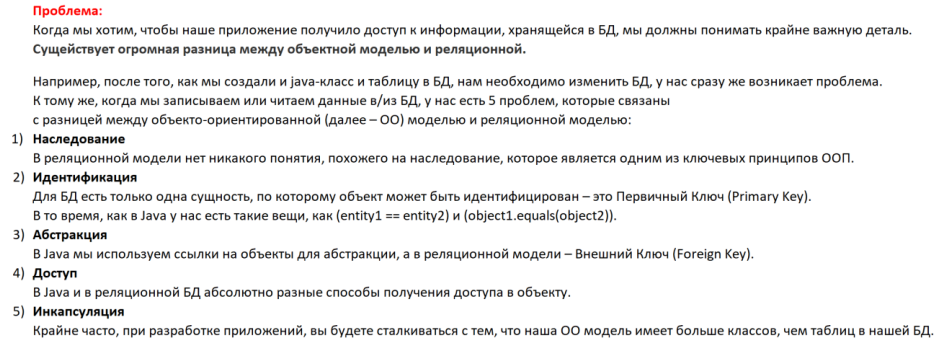 Проблема:
Когда мы хотим, чтобы наше приложение получило доступ к информации, хранящейся в БД, мы должны понимать крайне важную деталь.
Сущействует огромная разница между объектной моделью и реляционной.
Например, после того, как мы создали и java-класс и таблицу в БД, нам необходимо изменить БД, у нас сразу же возникает проблема.
К тому же, когда мы записываем или читаем данные в/из БД, у нас есть 5 проблем, которые связаны
с разницей между объекто-ориентированной (далее – ОО) моделью и реляционной моделью:
1) Наследование
В реляционной модели нет никакого понятия, похожего на наследование, которое является одним из ключевых принципов ООП.
2) Идентификация
Для БД есть только одна сущность, по которому объект может быть идентифицирован – это Первичный Ключ (Primary Key).
В то время, как в Java у нас есть такие вещи, как (entity1 == entity2) и (object1.equals(object2)).
3) Абстракция
В Java мы используем ссылки на объекты для абстракции, а в реляционной модели – Внешний Ключ (Foreign Key).
4) Доступ
В Java и в реляционной БД абсолютно разные способы получения доступа в объекту.
5) Инкапсуляция
Крайне часто, при разработке приложений, вы будете сталкиваться с тем, что наша ОО модель имеет больше классов, чем таблиц в нашей БД.